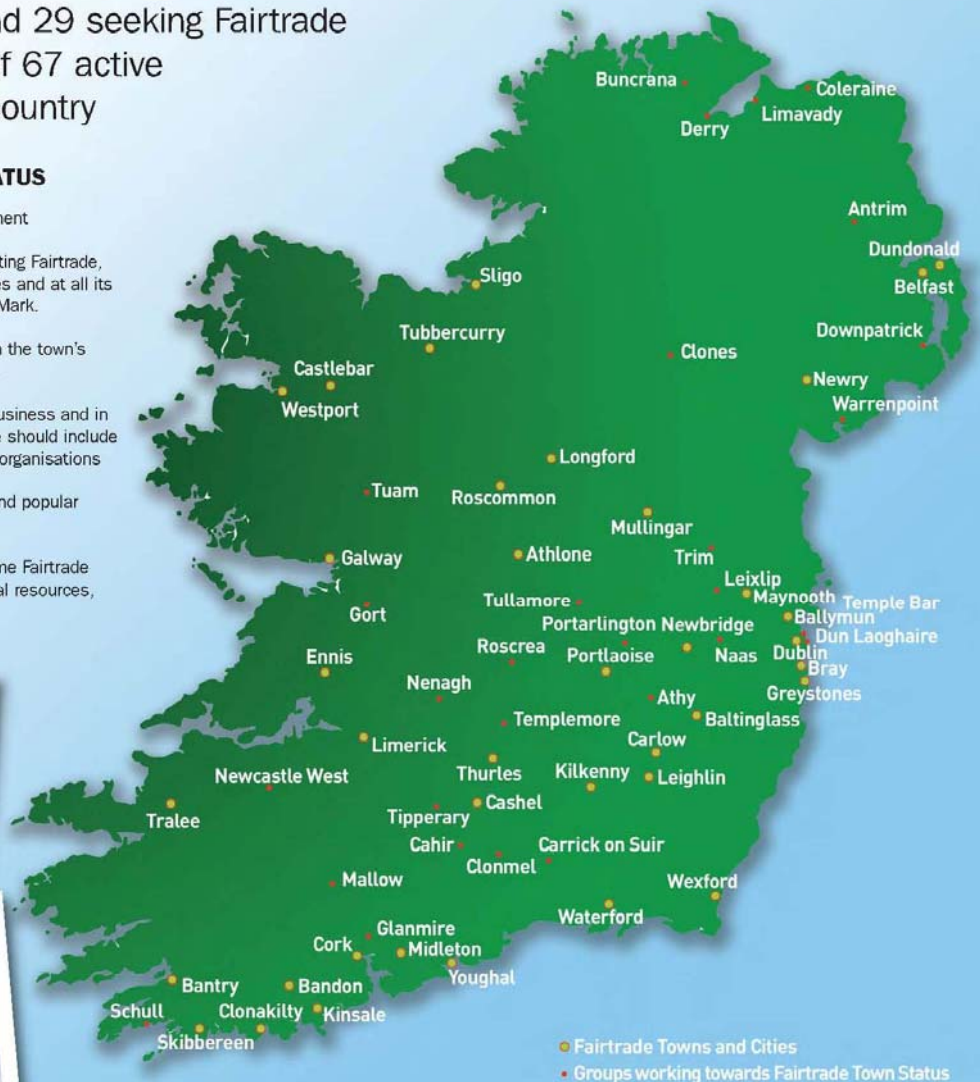 d 29 seeking Fairtrade
f 67 active
ountry
TUS
ment
ting Fairtrade,
es and at all its
Mark.
the town's
usiness and in
should include
organisations
nd popular
me Fairtrade
al resources,
Buncrana
Coleraine
Derry
Limavady
Antrim
Dundonald
Belfast
Sligo
Downpatrick
Tubbercurry
Clones
Castlebar
Newry
Westport
Warrenpoint
Longford
Tuam
Roscommon
Mullingar
Galway
Athlone
Trim
Leixlip
Maynooth
Temple Bar
Tullamore
Gort
Ballymun
Portarlington
Newbridge
Dun Laoghaire
Roscrea
Portlaoise
Naas
Dublin
Ennis
Bray
Nenagh
Greystones
Athy
Templemore
Baltinglass
Carlow
Limerick
Thurles
Kilkenny
Leighlin
Newcastle West
Cashel
Tipperary
Tralee
Cahir
Carrick on Suir
Clonmel
Mallow
Wexford
Waterford
Glanmire
Cork
Midleton
Youghal
Bantry
Bandon
Schull
Clonakilty
Kinsale
Skibbereen
Fairtrade Towns and Cities
Groups working towards Fairtrade Town Status